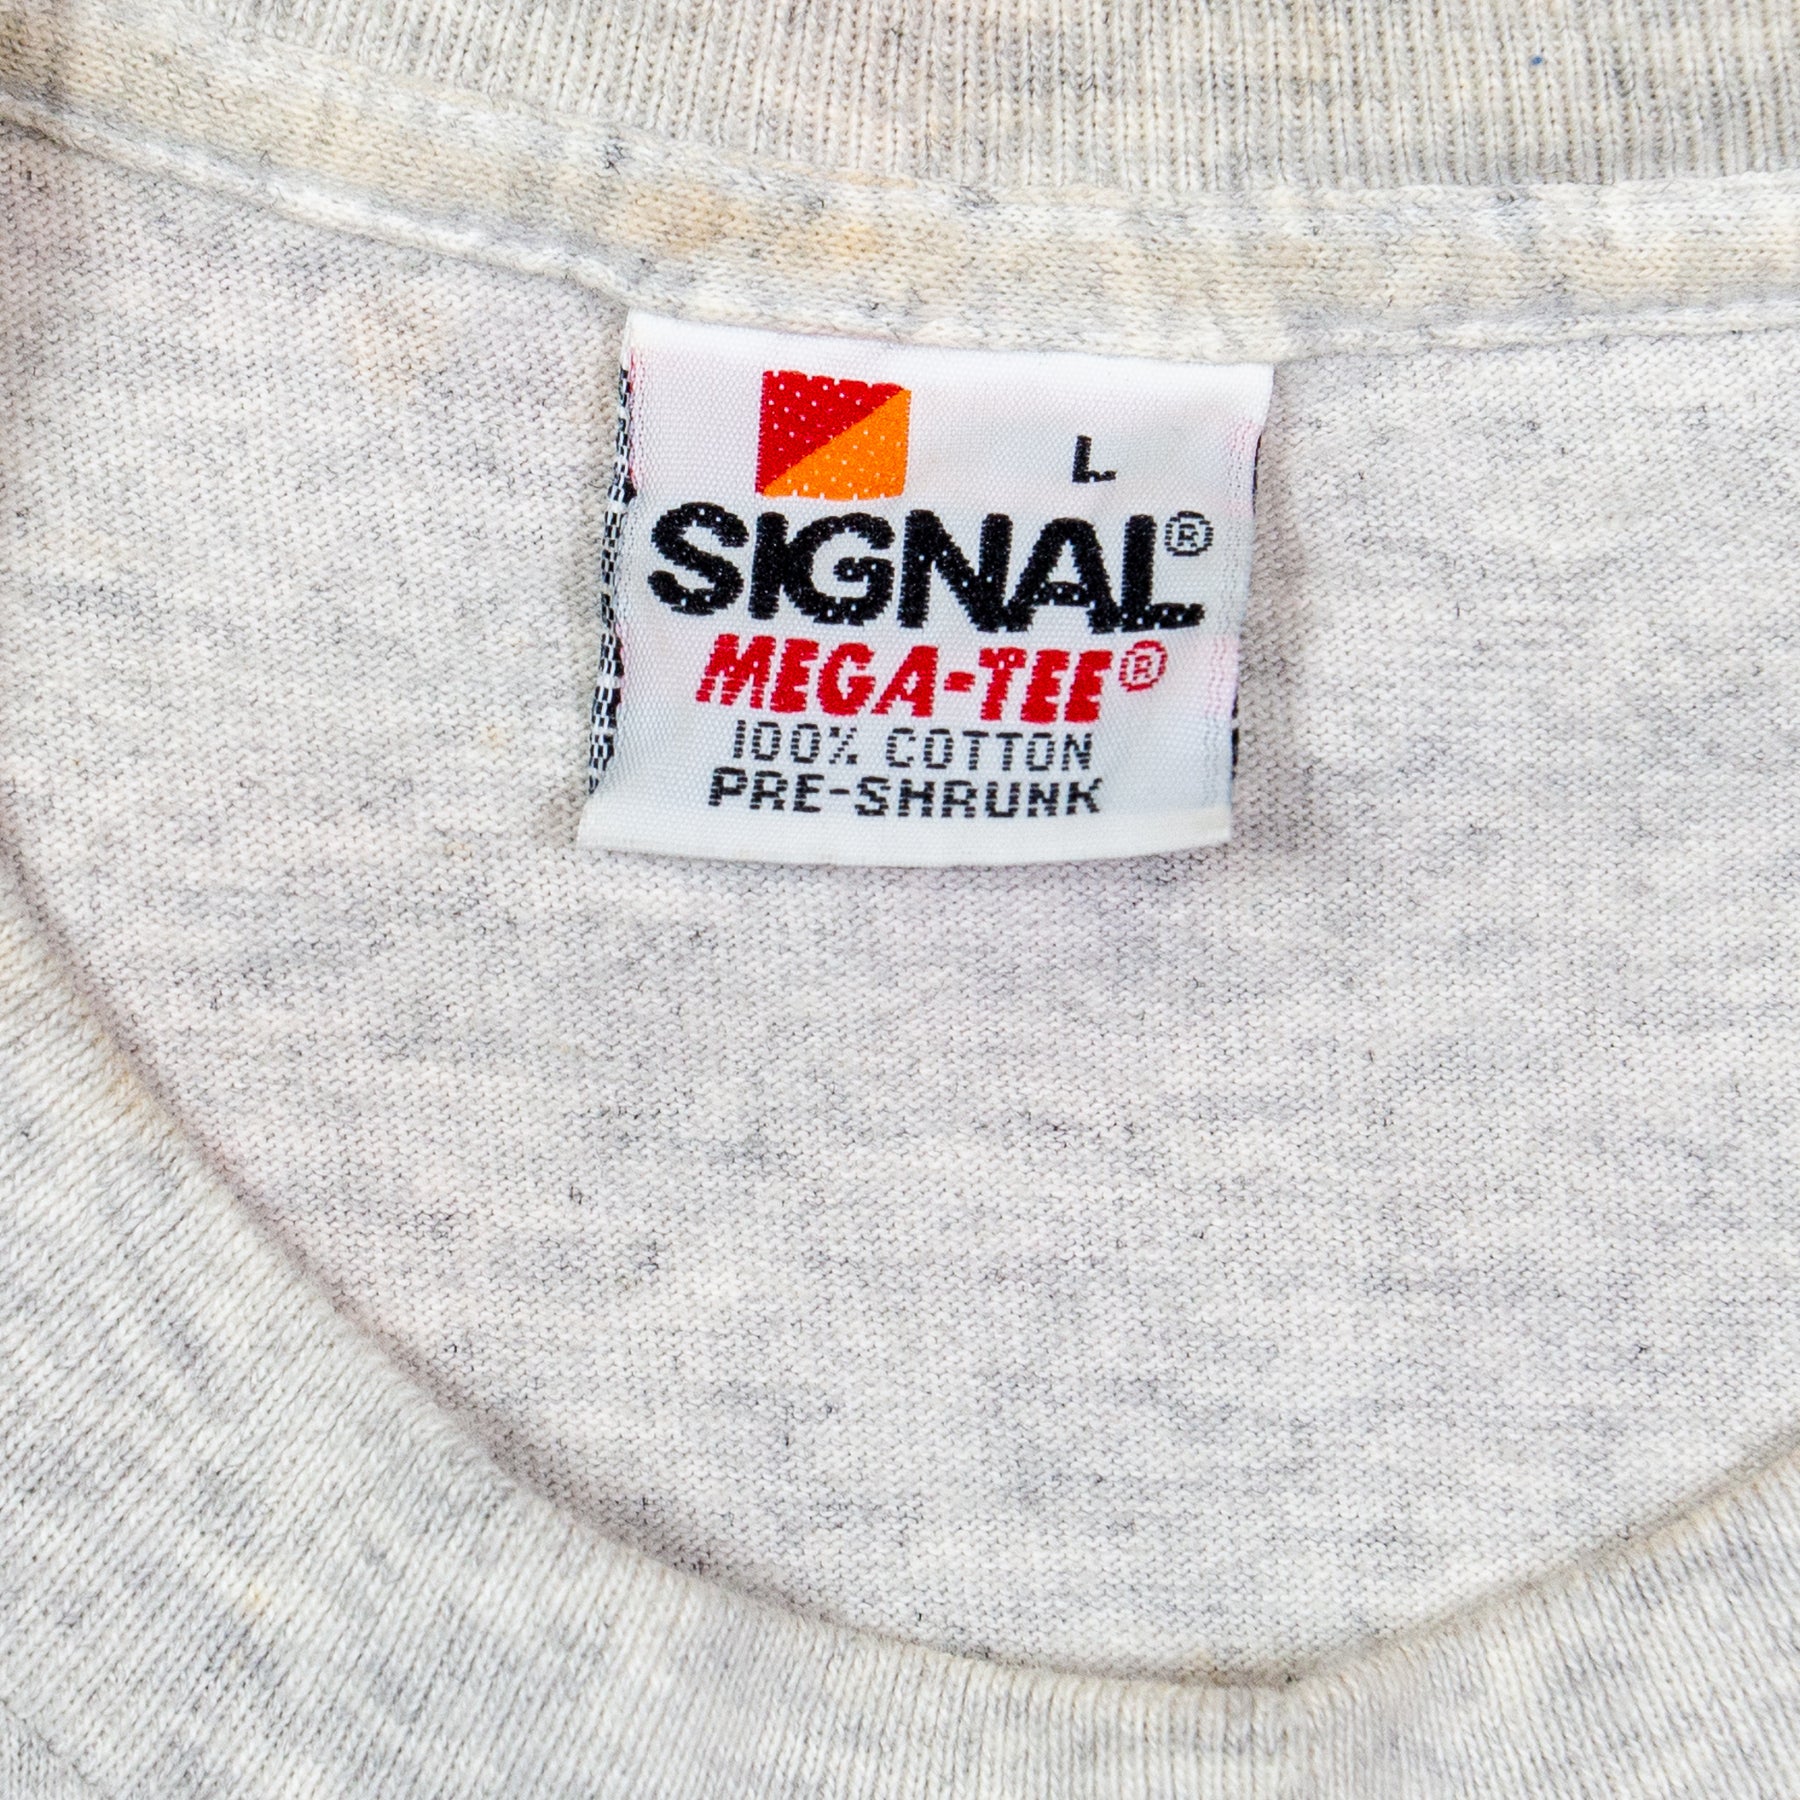 L
SIGNAL®
MEGA-TEE®
100% COTTON
PRE-SHRUNK